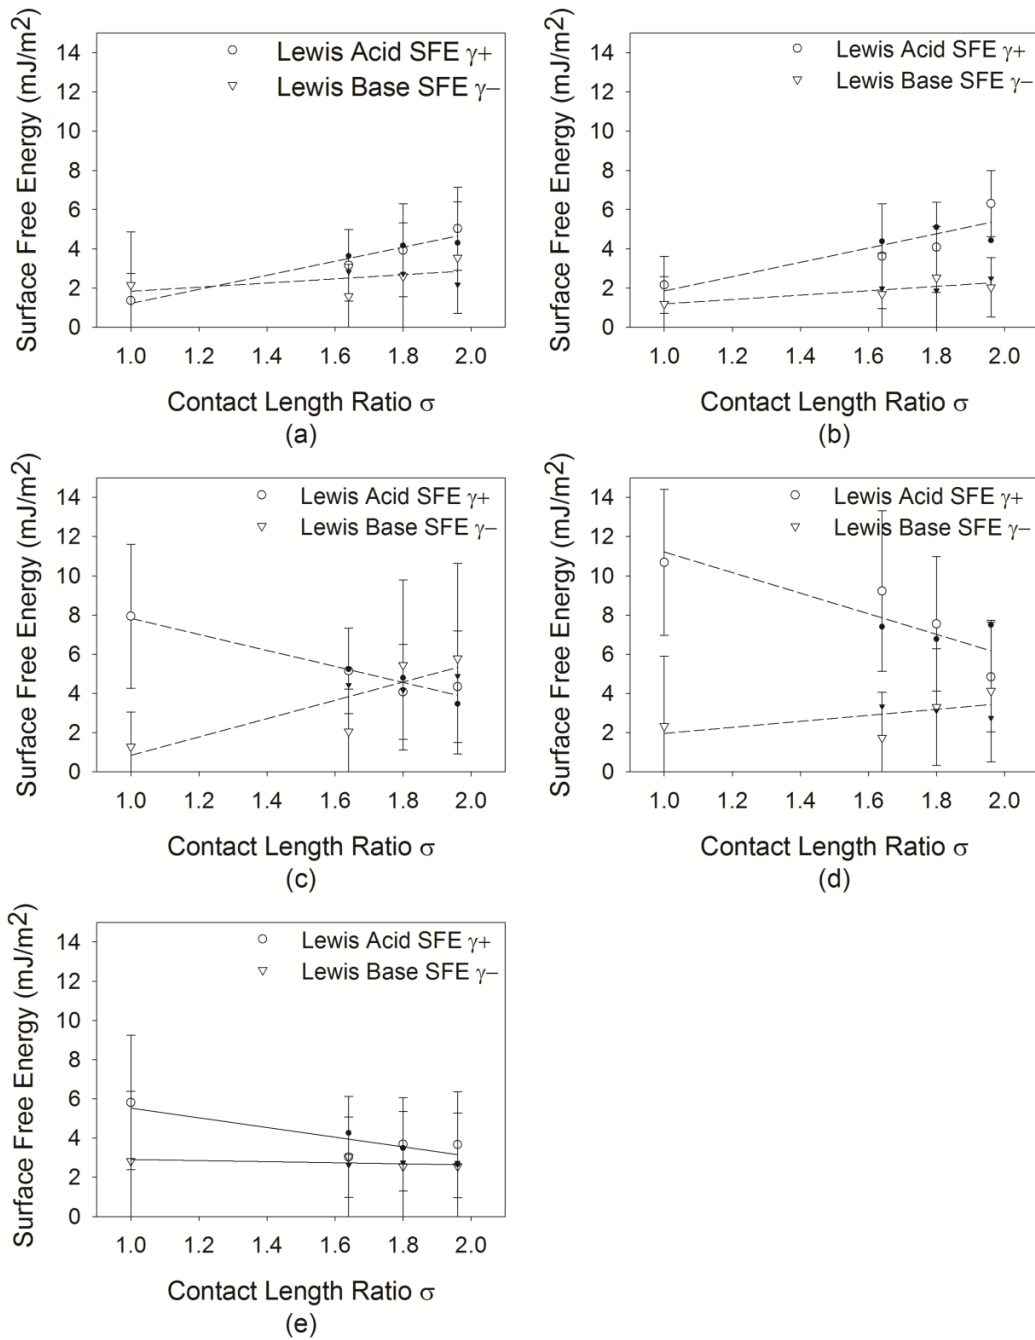 Surface Free Energy (mJ/m2)
14
12
10
8
6
4
2
0
Lewis Acid SFE γ+
Lewis Base SFE γ−
1.0 1.2 1.4 1.6 1.8 2.0
Contact Length Ratio σ
(a)
Surface Free Energy (mJ/m2)
14
12
10
8
6
4
2
0
Lewis Acid SFE γ+
Lewis Base SFE γ−
1.0 1.2 1.4 1.6 1.8 2.0
Contact Length Ratio σ
(b)
Surface Free Energy (mJ/m2)
14
12
10
8
6
4
2
0
Lewis Acid SFE γ+
Lewis Base SFE γ−
1.0 1.2 1.4 1.6 1.8 2.0
Contact Length Ratio σ
(c)
Surface Free Energy (mJ/m2)
14
12
10
8
6
4
2
0
Lewis Acid SFE γ+
Lewis Base SFE γ−
1.0 1.2 1.4 1.6 1.8 2.0
Contact Length Ratio σ
(d)
Surface Free Energy (mJ/m2)
14
12
10
8
6
4
2
0
Lewis Acid SFE γ+
Lewis Base SFE γ−
1.0 1.2 1.4 1.6 1.8 2.0
Contact Length Ratio σ
(e)